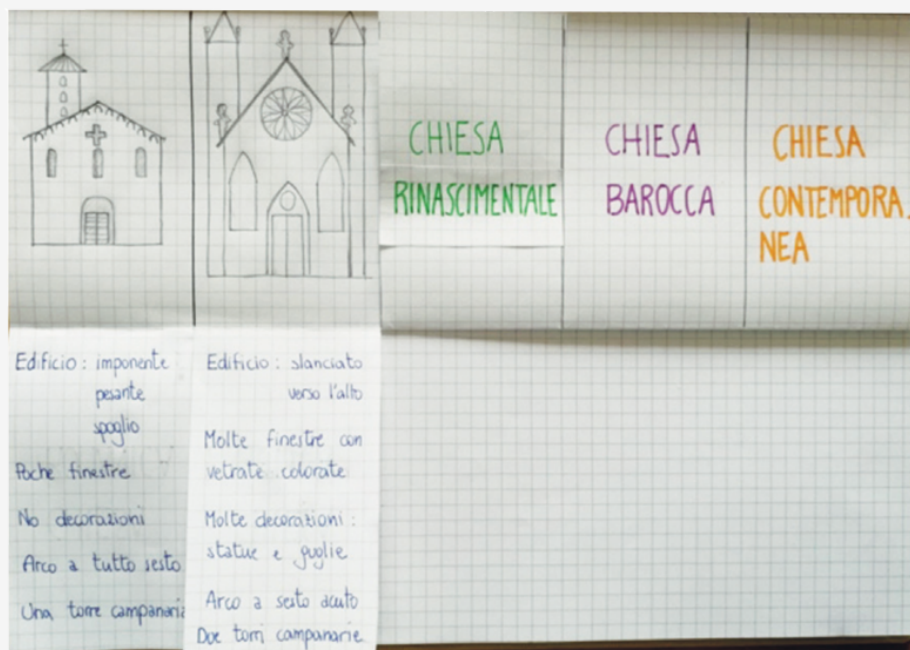 CHIESA
RINASCIMENTALE
CHIESA
BAROCCA
CHIESA
CONTEMPORA.
NEA
Edificio: imponente
pesante
spoglio
Poche finestre
No decorazioni
Arco a tutto sesto
Una torre campanaria
Edificio: slanciato
verso l'alto
Molte finestre con
vetrate colorate
Molte decorazioni:
statue e guglie
Arco a sesto acuto
Due torri campanarie